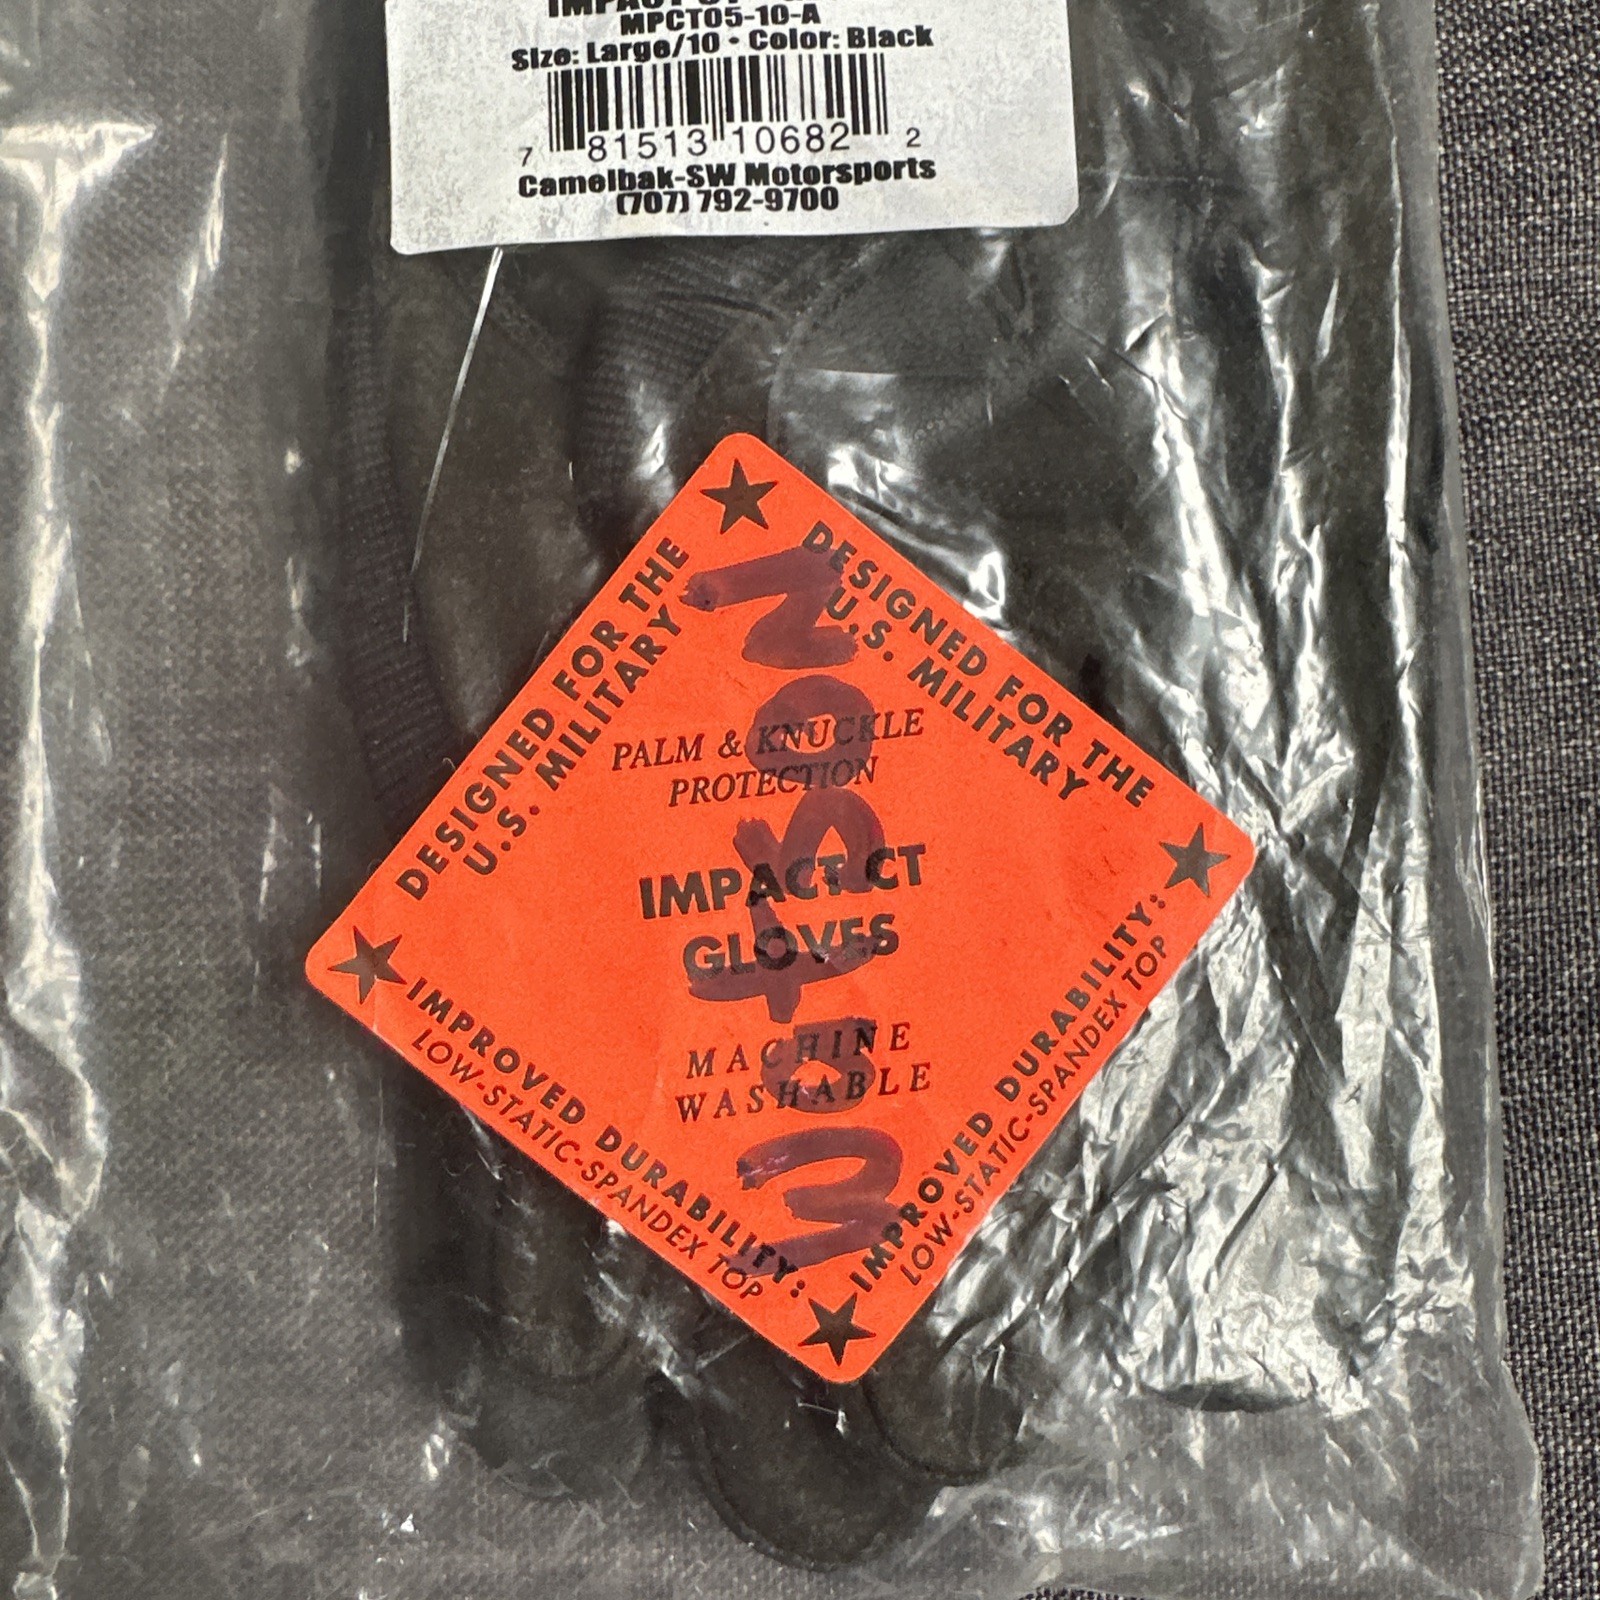 IMPACT CT
MPCT05-10-A
Size: Large/10 • Color: Black
7 81513 10682 2
Camelbak-SW Motorsports
(707) 792-9700
DESIGNED FOR THE
U.S. MILITARY
DESIGNED FOR THE
U.S. MILITARY
PALM & KNUCKLE
PROTECTION
IMPACT CT
GLOVES
MACHINE
WASHABLE
IMPROVED DURABILITY:
LOW-STATIC-SPANDEX TOP
IMPROVED DURABILITY:
LOW-STATIC-SPANDEX TOP